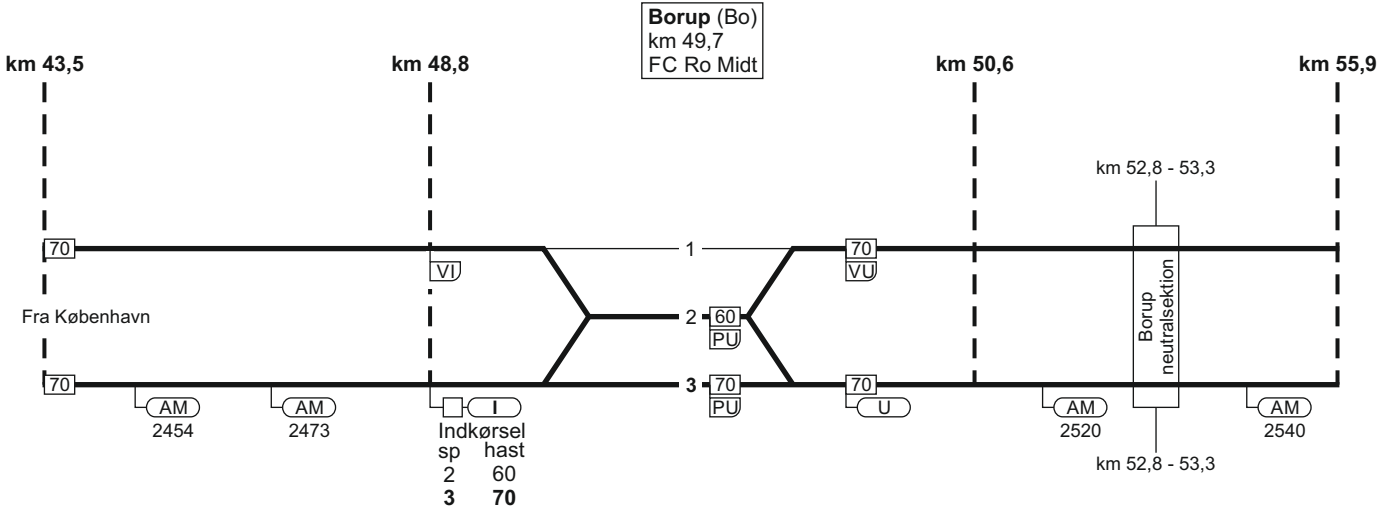 Borup (Bo)
km 49,7
FC Ro Midt
km 43,5
km 48,8
km 50,6
km 55,9
km 52,8 - 53,3
70
1
70
VI
VU
Fra København
2
60
PU
Borup
neutralsektion
70
3
70
70
AM
AM
I
PU
U
AM
AM
2454
2473
2520
2540
Indkørsel
sp hast
2 60
3 70
km 52,8 - 53,3